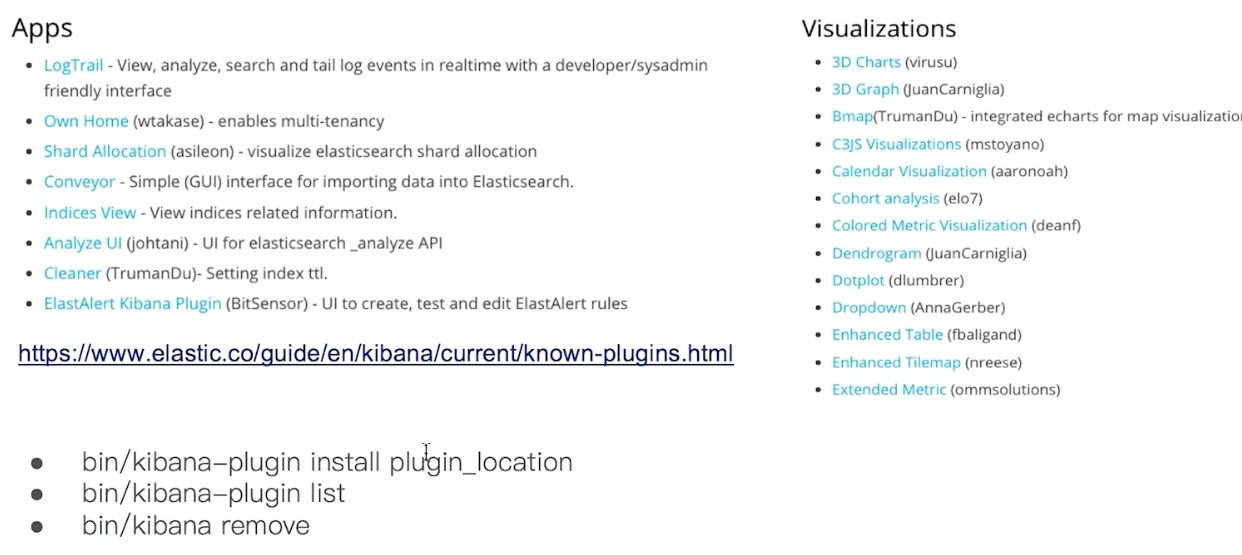 Apps
LogTrail - View, analyze, search and tail log events in realtime with a developer/sysadmin
friendly interface
Own Home (wtakase) - enables multi-tenancy
Shard Allocation (asileon) - visualize elasticsearch shard allocation
Conveyor - Simple (GUI) interface for importing data into Elasticsearch.
Indices View - View indices related information.
Analyze UI (johtani) - UI for elasticsearch _analyze API
Cleaner (TrumanDu)- Setting index ttl.
ElastAlert Kibana Plugin (BitSensor) - UI to create, test and edit ElastAlert rules
https://www.elastic.co/guide/en/kibana/current/known-plugins.html
Visualizations
3D Charts (virusu)
3D Graph (JuanCarniglia)
Bmap(TrumanDu) - integrated echarts for map visualizatio
C3JS Visualizations (mstoyano)
Calendar Visualization (aaronoah)
Cohort analysis (elo7)
Colored Metric Visualization (deanf)
Dendrogram (JuanCarniglia)
Dotplot (dlumbrer)
Dropdown (AnnaGerber)
Enhanced Table (fbaligand)
Enhanced Tilemap (nreese)
Extended Metric (ommsolutions)
bin/kibana-plugin install plugin_location
bin/kibana-plugin list
bin/kibana remove